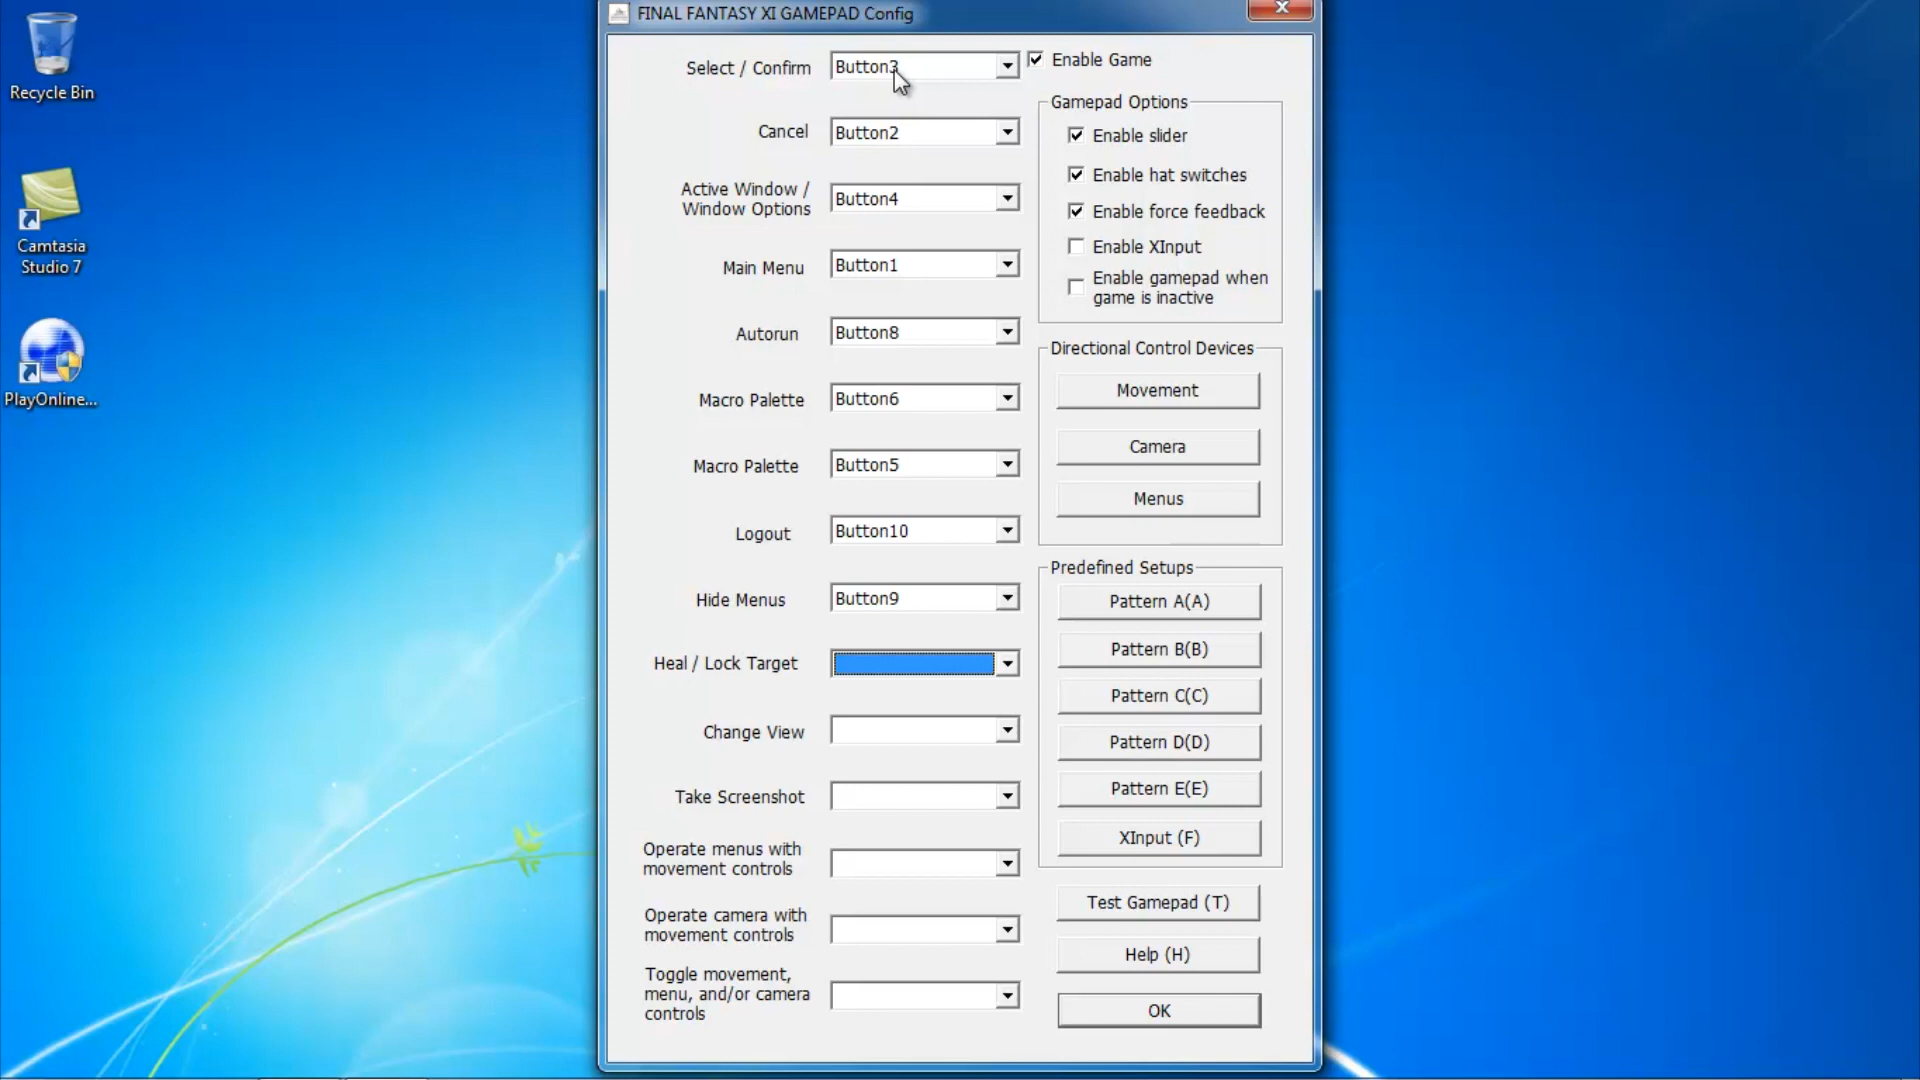 FINAL FANTASY XI GAMEPAD Config
Recycle Bin
Camtasia
Studio 7
PlayOnline...
Select / Confirm
Button3
Cancel
Button2
Active Window /
Window Options
Button4
Main Menu
Button1
Autorun
Button8
Macro Palette
Button6
Macro Palette
Button5
Logout
Button10
Hide Menus
Button9
Heal / Lock Target
Change View
Take Screenshot
Operate menus with
movement controls
Operate camera with
movement controls
Toggle movement,
menu, and/or camera
controls
Enable Game
Gamepad Options
Enable slider
Enable hat switches
Enable force feedback
Enable XInput
Enable gamepad when
game is inactive
Directional Control Devices
Movement
Camera
Menus
Predefined Setups
Pattern A(A)
Pattern B(B)
Pattern C(C)
Pattern D(D)
Pattern E(E)
XInput (F)
Test Gamepad (T)
Help (H)
OK